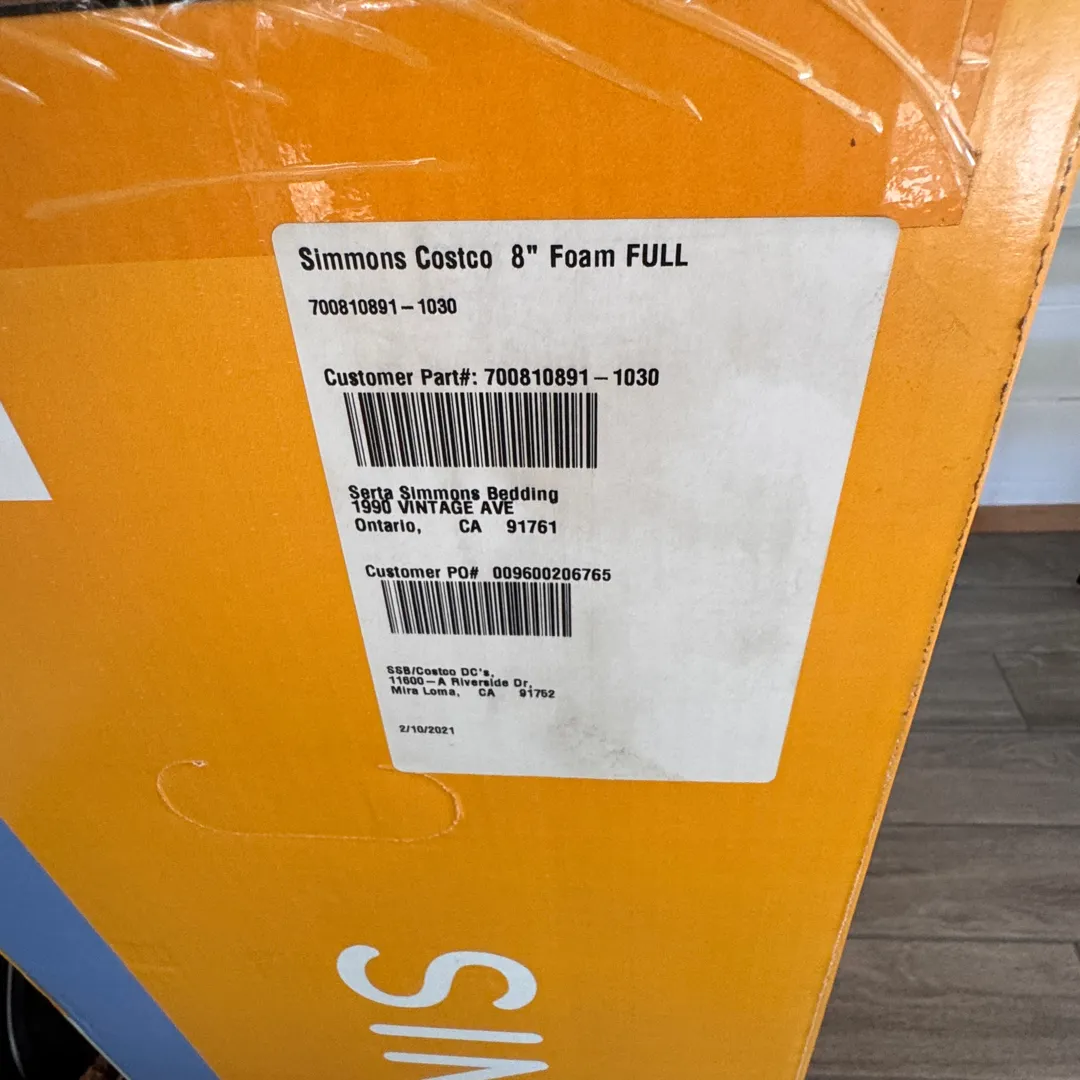 Simmons Costco 8" Foam FULL
700810891-1030
Customer Part#: 700810891-1030
Serta Simmons Bedding
1990 VINTAGE AVE
Ontario, CA 91761
Customer PO# 009600206765
SSB/Costco DC's,
11600-A Riverside Dr,
Mira Loma, CA 91752
2/10/2021
SIM